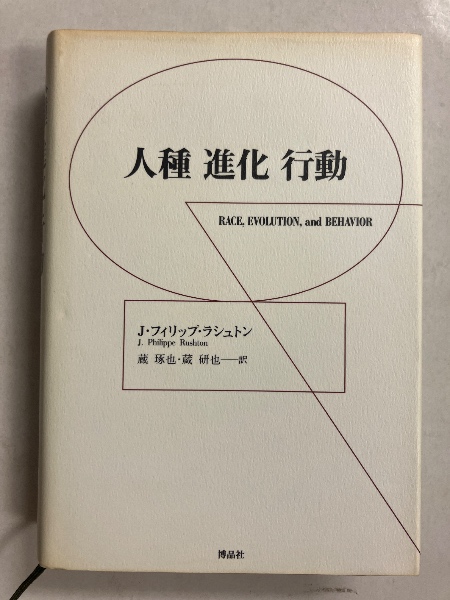 人種 進化 行動
RACE, EVOLUTION, and BEHAVIOR
J・フィリップ・ラシュトン
J. Philippe Rushton
蔵 琢也・蔵 研也──訳
博品社